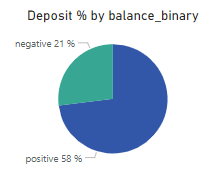 Deposit % by balance_binary
negative 21 %
positive 58 %